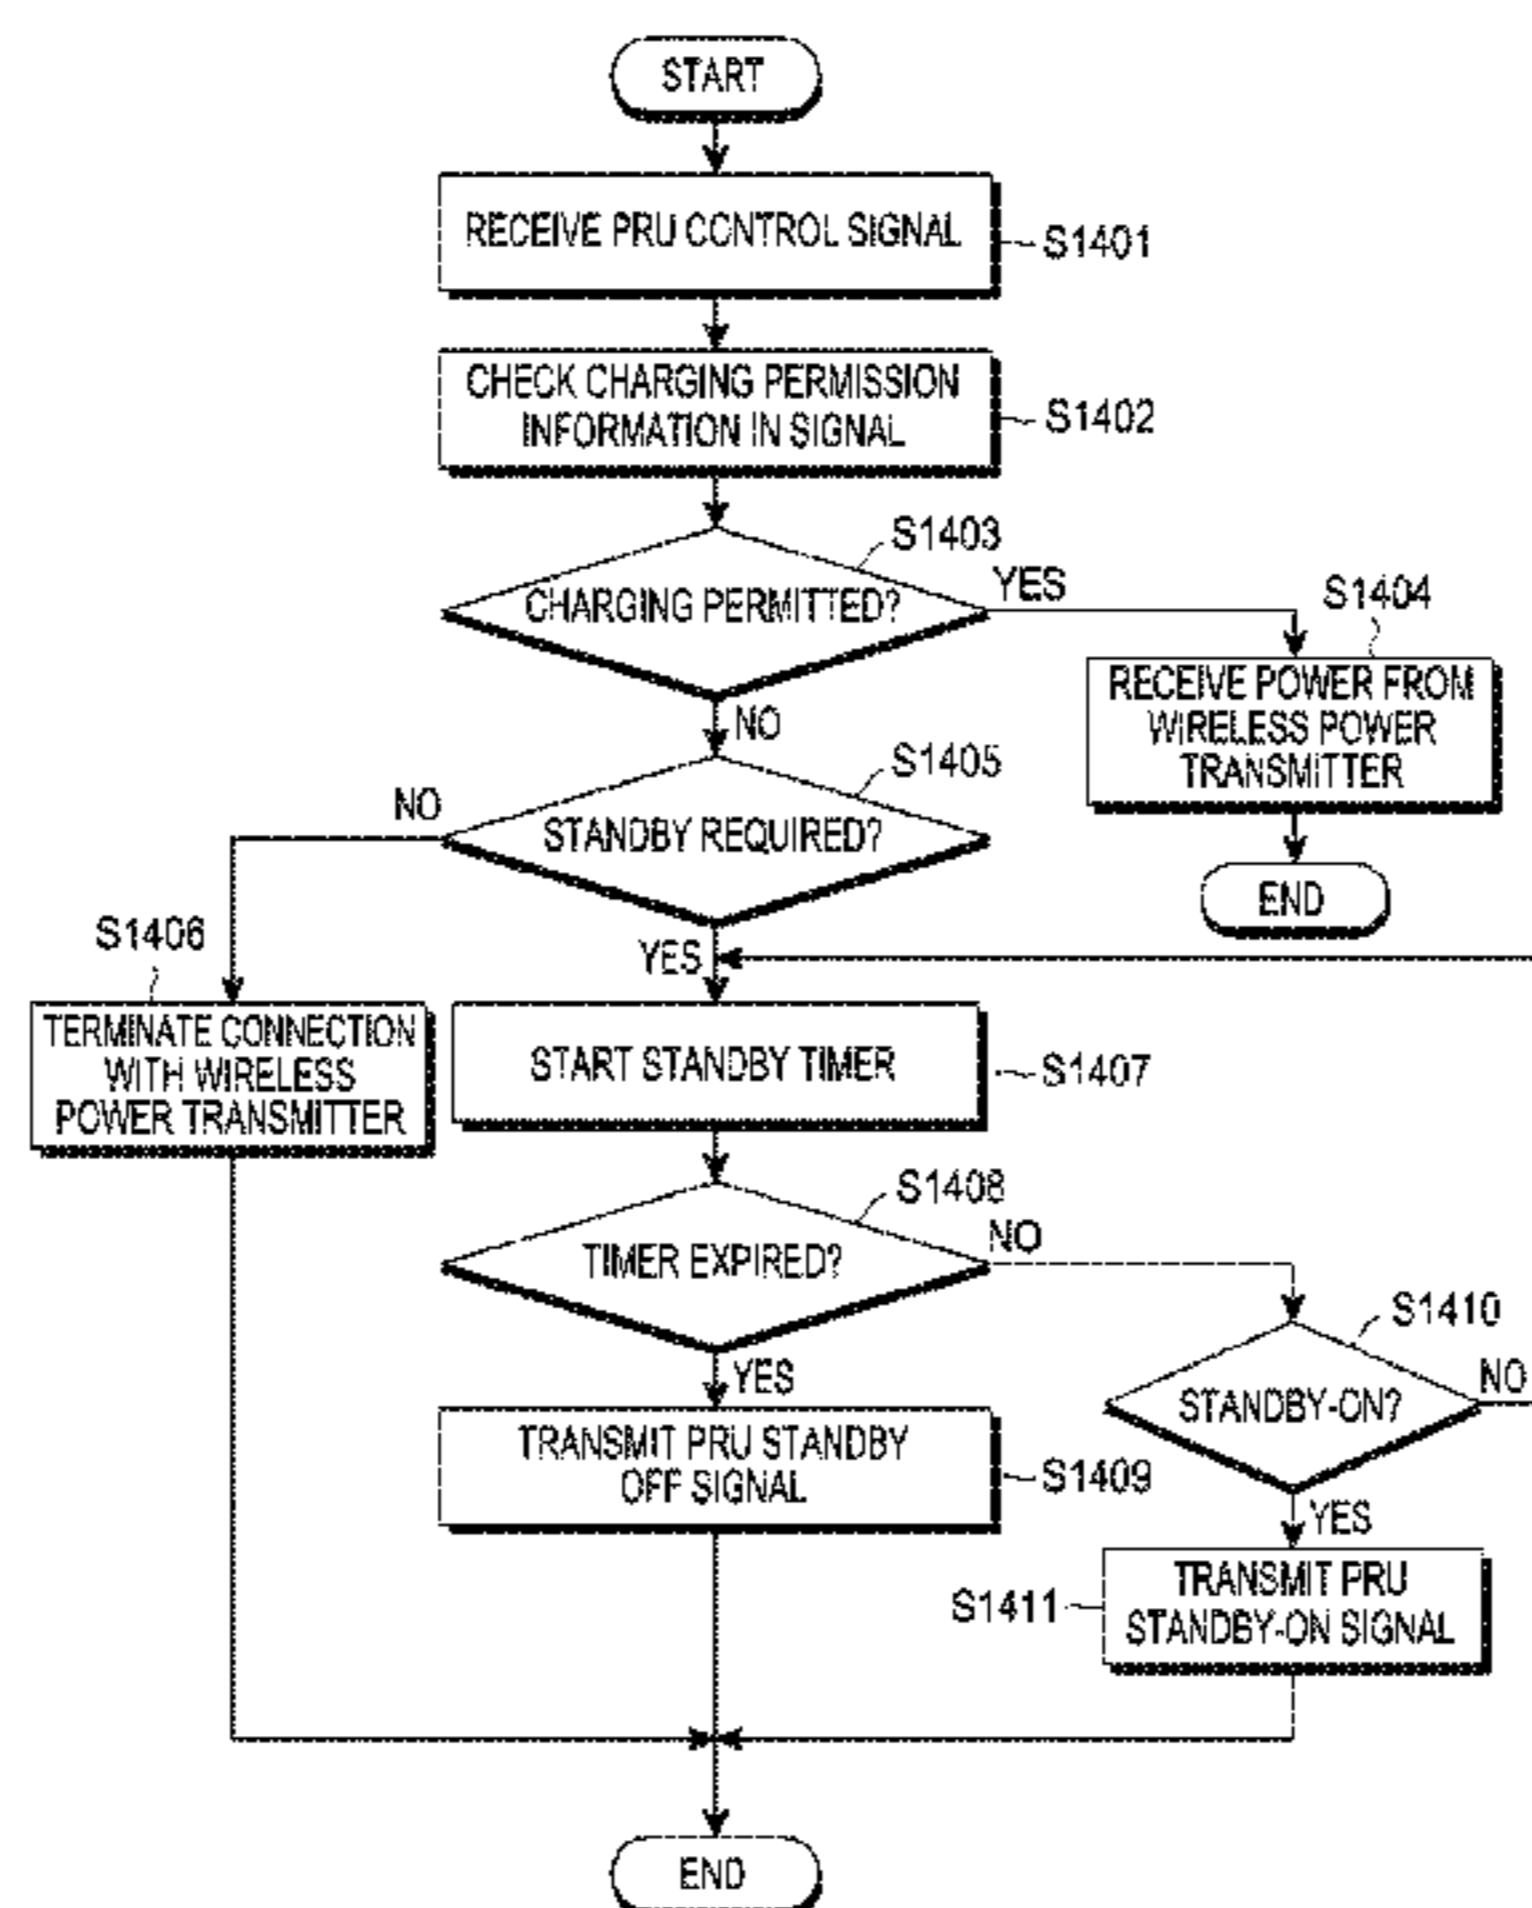 START
RECEIVE PRU CONTROL SIGNAL
S1401
CHECK CHARGING PERMISSION
INFORMATION IN SIGNAL
S1402
S1403
CHARGING PERMITTED?
YES
S1404
RECEIVE POWER FROM
WIRELESS POWER
TRANSMITTER
END
NO
S1405
STANDBY REQUIRED?
NO
S1406
TERMINATE CONNECTION
WITH WIRELESS
POWER TRANSMITTER
YES
START STANDBY TIMER
S1407
S1408
TIMER EXPIRED?
NO
S1410
STANDBY-ON?
NO
YES
TRANSMIT PRU STANDBY
OFF SIGNAL
S1409
YES
S1411
TRANSMIT PRU
STANDBY-ON SIGNAL
END